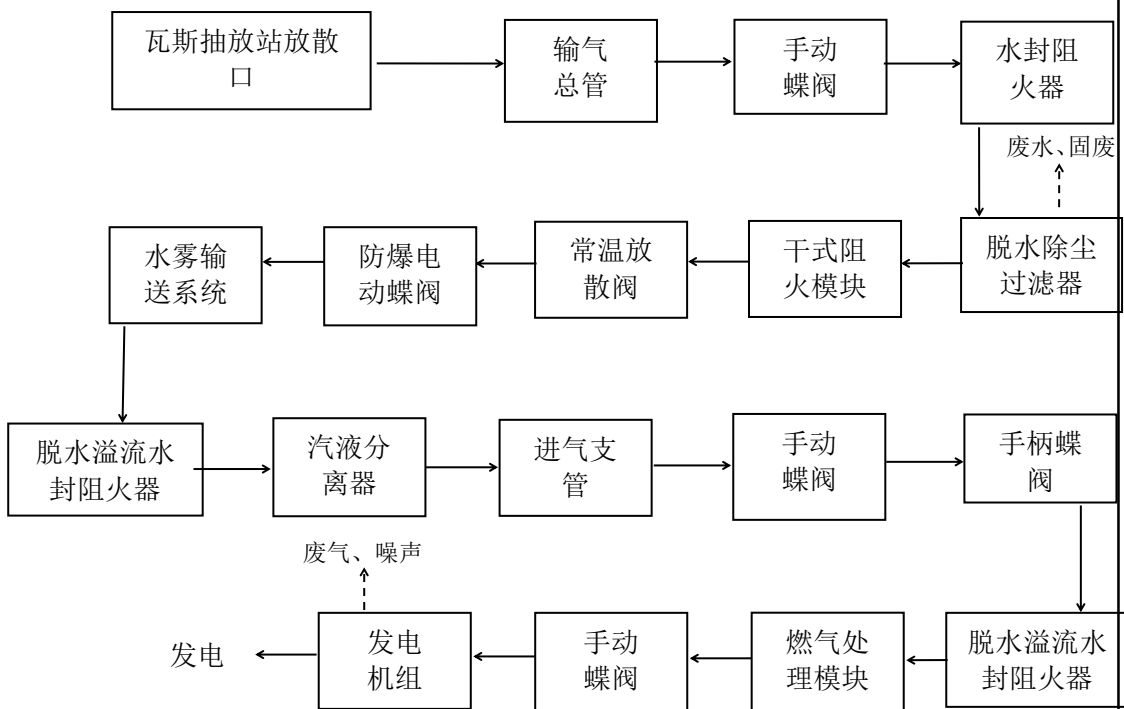 瓦斯抽放站放散
口
输气
总管
手动
蝶阀
水封阻
火器
废水、固废
水雾输
送系统
防爆电
动蝶阀
常温放
散阀
干式阻
火模块
脱水除尘
过滤器
脱水溢流水
封阻火器
汽液分
离器
进气支
管
手动
蝶阀
手柄蝶
阀
废气、噪声
发电
发电
机组
手动
蝶阀
燃气处
理模块
脱水溢流水
封阻火器